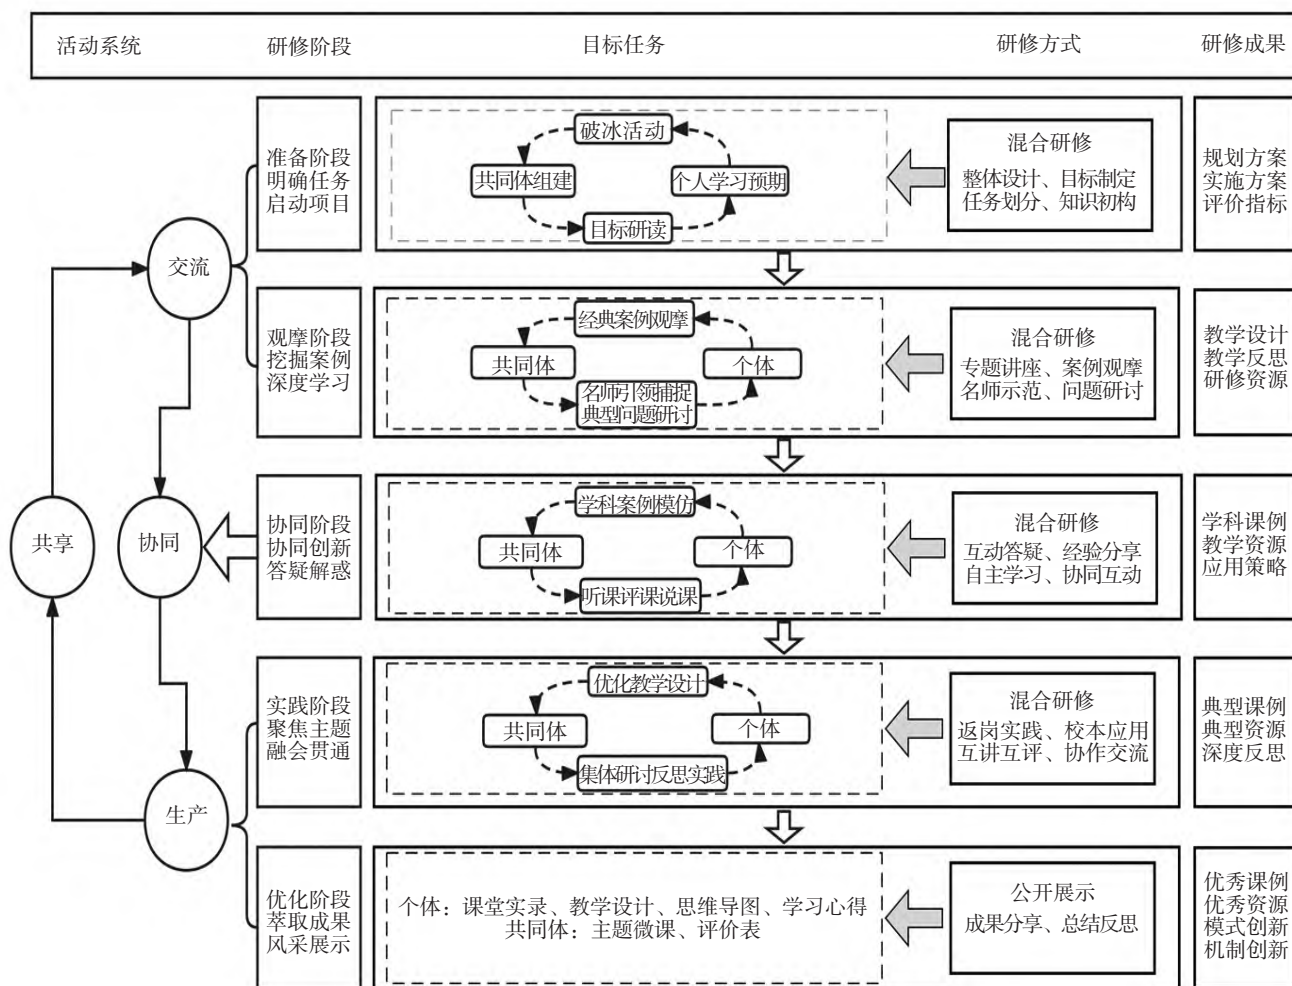 活动系统
研修阶段
目标任务
研修方式
研修成果
交流
协同
共享
生产
准备阶段
明确任务
启动项目
破冰活动
共同体组建
个人学习预期
目标研读
混合研修
整体设计、目标制定
任务划分、知识初构
规划方案
实施方案
评价指标
观摩阶段
挖掘案例
深度学习
经典案例观摩
共同体
个体
名师引领捕捉
典型问题研讨
混合研修
专题讲座、案例观摩
名师示范、问题研讨
教学设计
教学反思
研修资源
协同阶段
协同创新
答疑解惑
学科案例模仿
共同体
个体
听课评课说课
混合研修
互动答疑、经验分享
自主学习、协同互动
学科课例
教学资源
应用策略
实践阶段
聚焦主题
融会贯通
优化教学设计
共同体
个体
集体研讨反思实践
混合研修
返岗实践、校本应用
互讲互评、协作交流
典型课例
典型资源
深度反思
优化阶段
萃取成果
风采展示
个体：课堂实录、教学设计、思维导图、学习心得
共同体：主题微课、评价表
公开展示
成果分享、总结反思
优秀课例
优秀资源
模式创新
机制创新